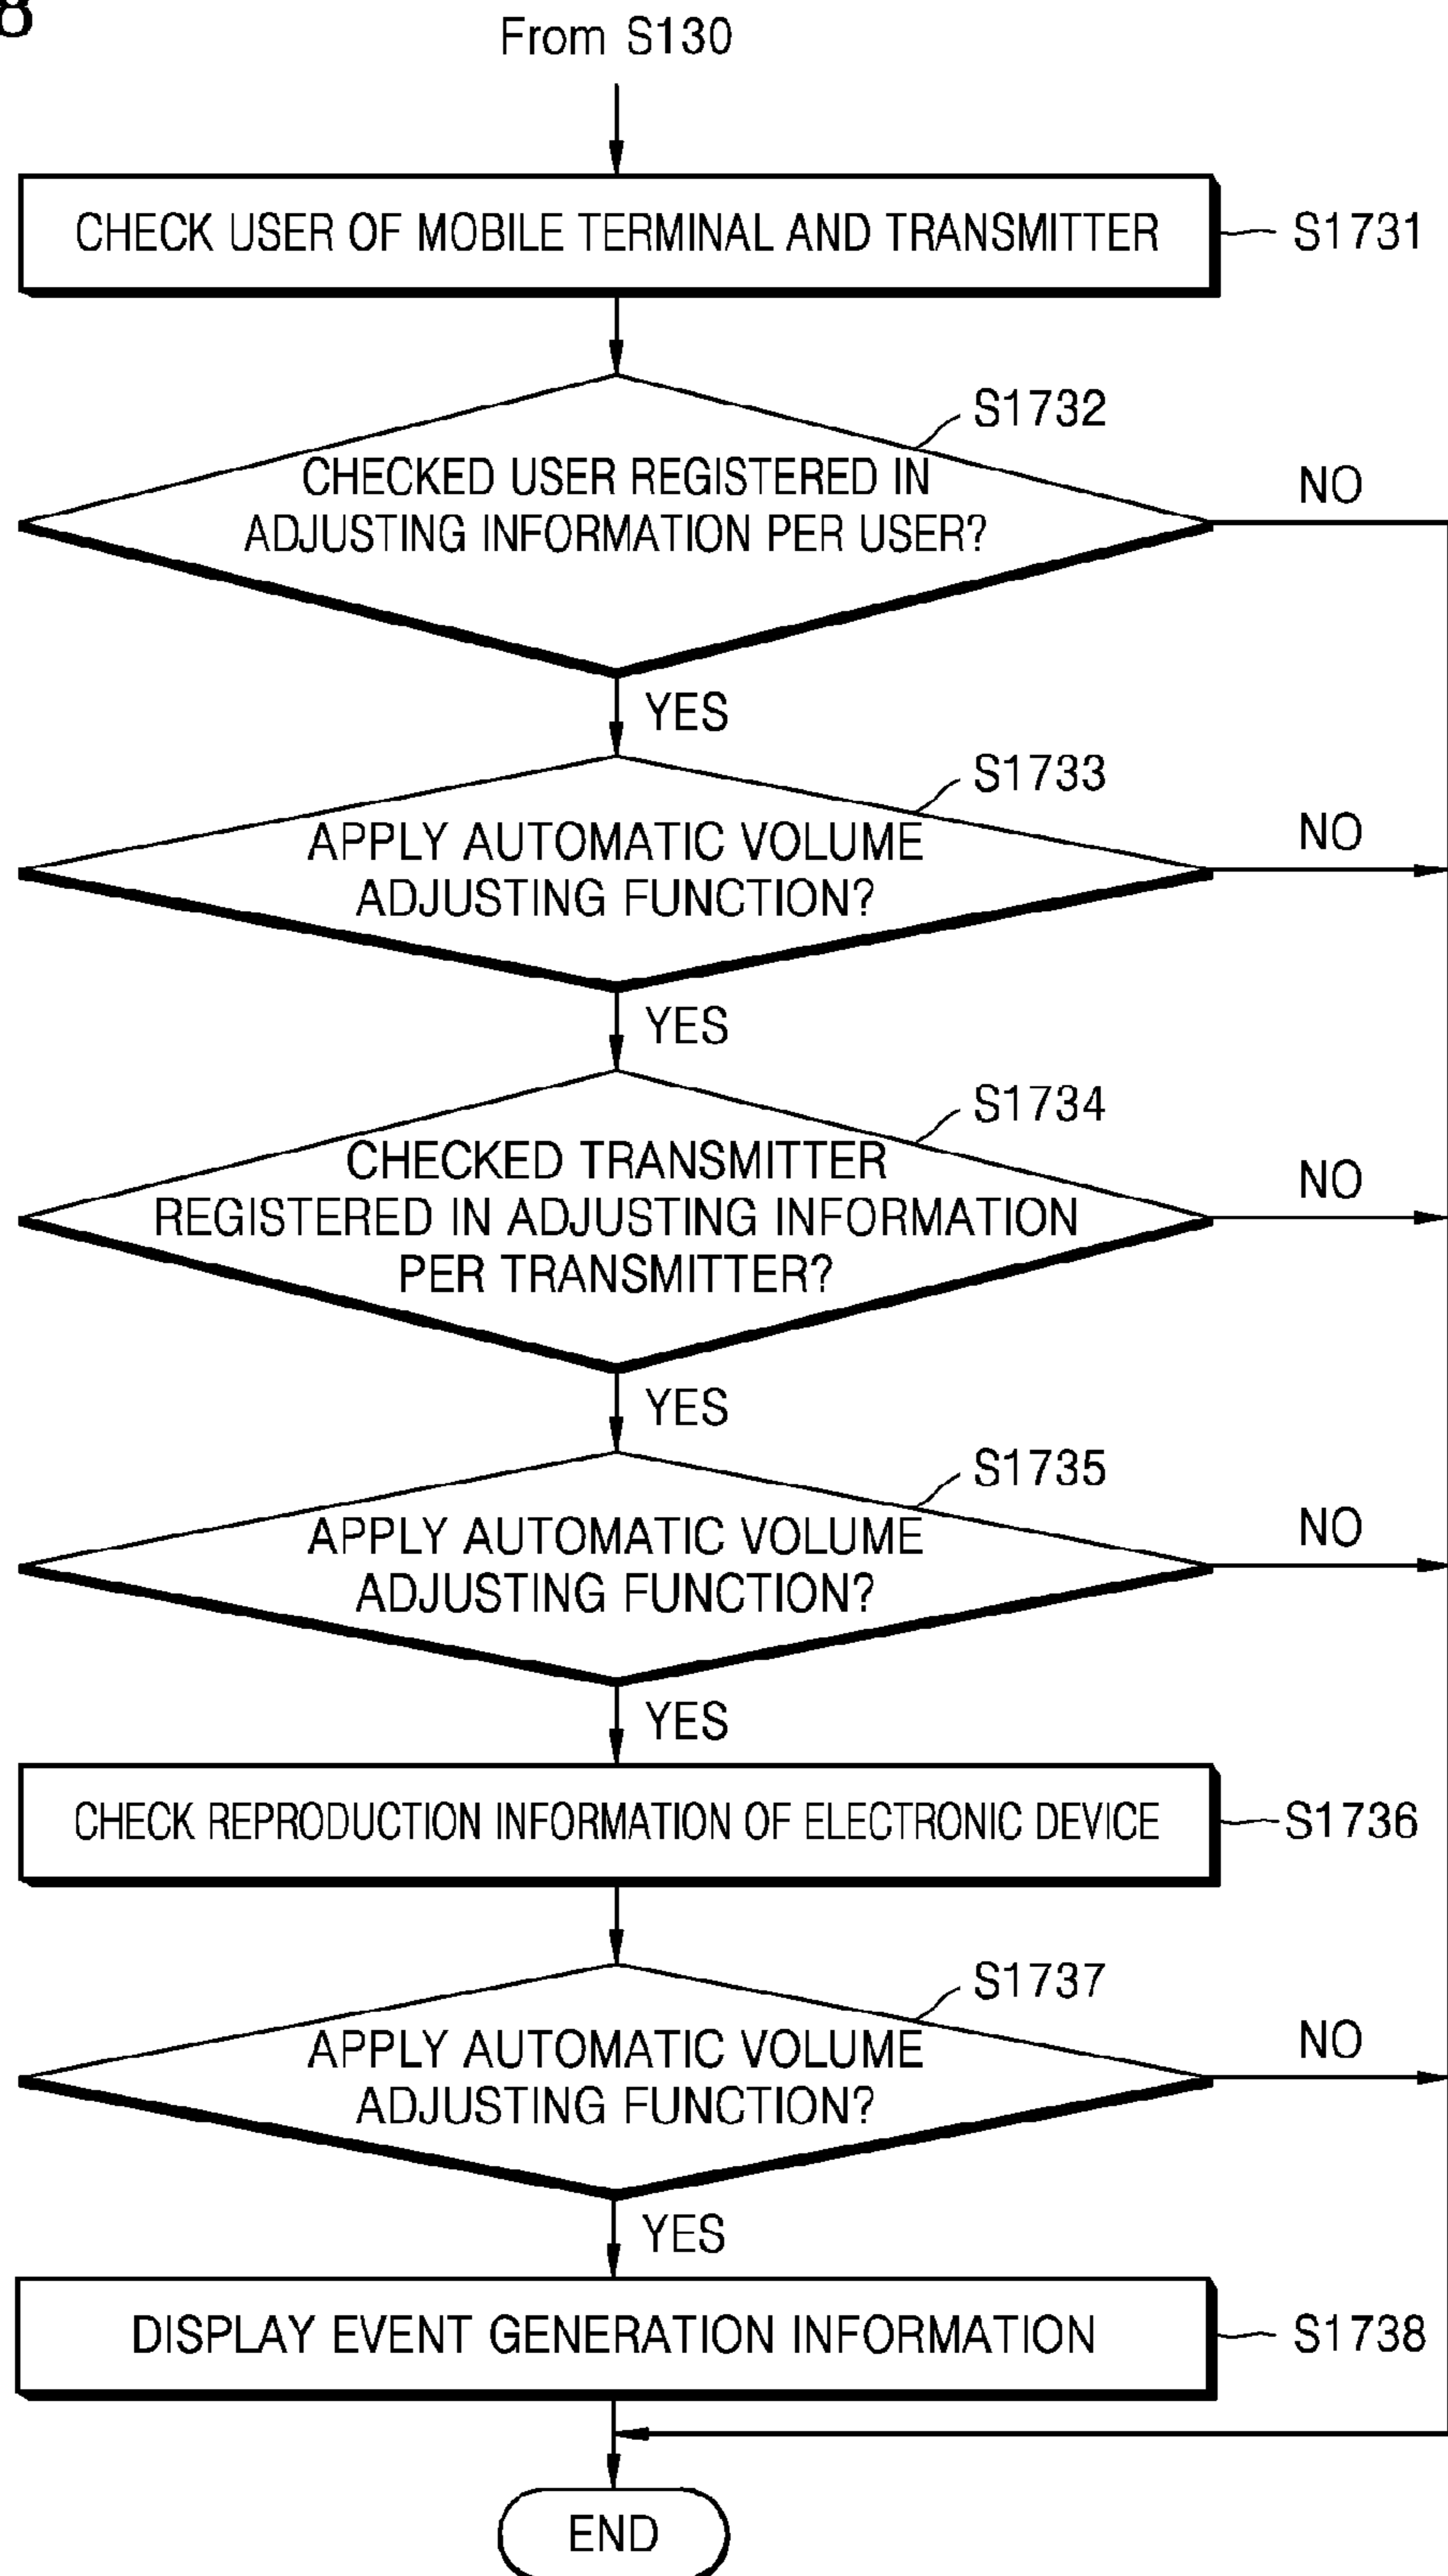 8
From S130
CHECK USER OF MOBILE TERMINAL AND TRANSMITTER
S1731
S1732
CHECKED USER REGISTERED IN
ADJUSTING INFORMATION PER USER?
NO
YES
S1733
APPLY AUTOMATIC VOLUME
ADJUSTING FUNCTION?
NO
YES
S1734
CHECKED TRANSMITTER
REGISTERED IN ADJUSTING INFORMATION
PER TRANSMITTER?
NO
YES
S1735
APPLY AUTOMATIC VOLUME
ADJUSTING FUNCTION?
NO
YES
CHECK REPRODUCTION INFORMATION OF ELECTRONIC DEVICE
S1736
S1737
APPLY AUTOMATIC VOLUME
ADJUSTING FUNCTION?
NO
YES
DISPLAY EVENT GENERATION INFORMATION
S1738
END